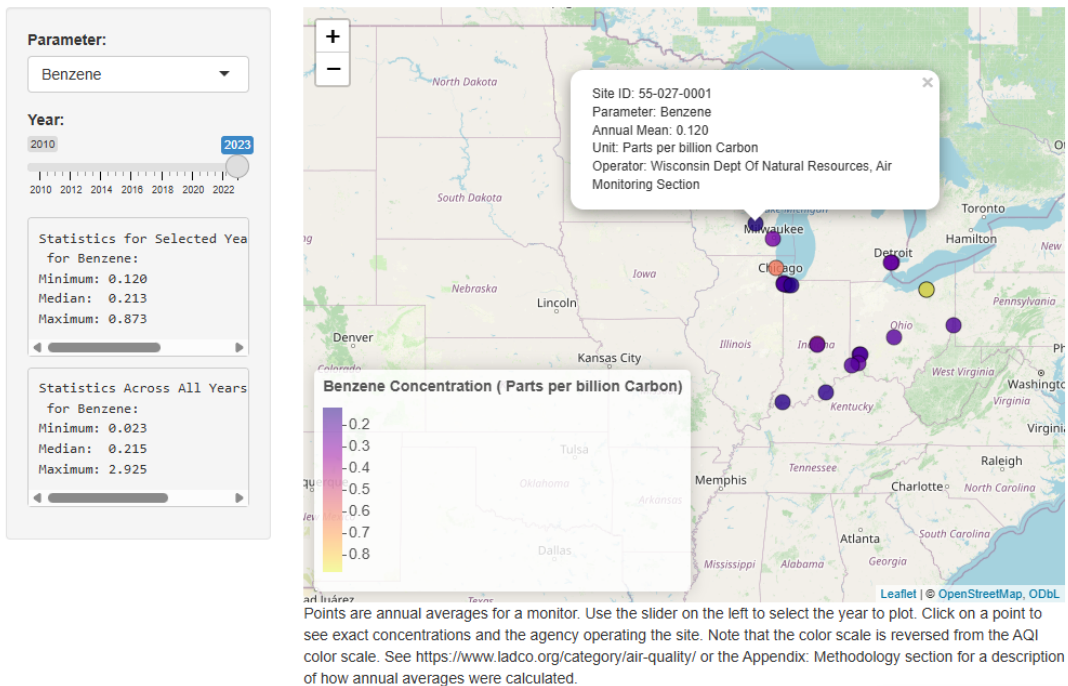 Parameter:
Benzene
Year:
2010
2023
2010 2012 2014 2016 2018 2020 2022
Statistics for Selected Yea
for Benzene:
Minimum: 0.120
Median: 0.213
Maximum: 0.873
Statistics Across All Years
for Benzene:
Minimum: 0.023
Median: 0.215
Maximum: 2.925
+
−
Site ID: 55-027-0001
Parameter: Benzene
Annual Mean: 0.120
Unit: Parts per billion Carbon
Operator: Wisconsin Dept Of Natural Resources, Air
Monitoring Section
×
North Dakota
South Dakota
Toronto
Hamilton
Milwaukee
Detroit
Chicago
New
Iowa
Nebraska
Lincoln
Pennsylvania
Ohio
Denver
Illinois
Indiana
Kansas City
Colorado
West Virginia
Washingto
Virginia
Kentucky
Virgini
Benzene Concentration ( Parts per billion Carbon)
0.2
0.3
0.4
0.5
0.6
0.7
0.8
Tulsa
Oklahoma
Arkansas
Dallas
Raleigh
Tennessee
Memphis
Charlotte
North Carolina
Atlanta
South Carolina
Mississippi
Alabama
Georgia
Texas
ad Juárez
Leaflet | © OpenStreetMap, ODbL
Points are annual averages for a monitor. Use the slider on the left to select the year to plot. Click on a point to
see exact concentrations and the agency operating the site. Note that the color scale is reversed from the AQI
color scale. See https://www.ladco.org/category/air-quality/ or the Appendix: Methodology section for a description
of how annual averages were calculated.